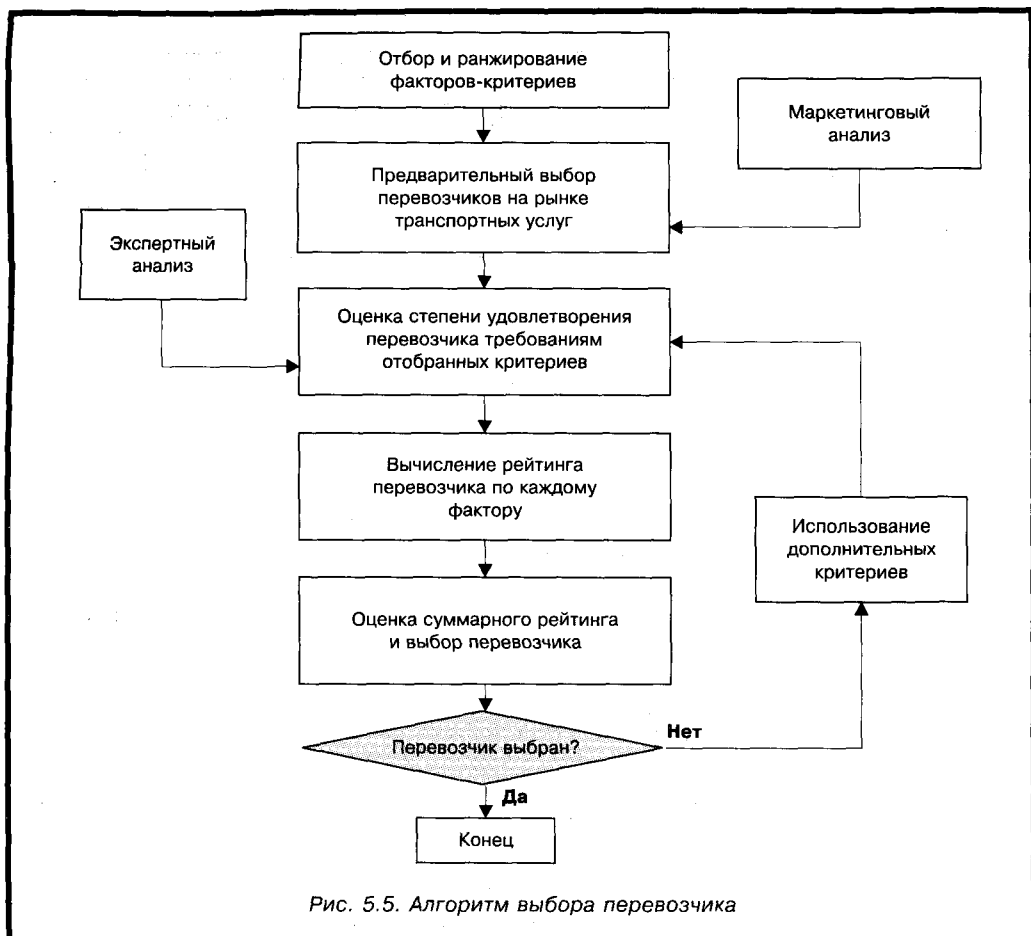 Отбор и ранжирование
факторов-критериев
Маркетинговый
анализ
Предварительный выбор
перевозчиков на рынке
транспортных услуг
Экспертный
анализ
Оценка степени удовлетворения
перевозчика требованиям
отобранных критериев
Вычисление рейтинга
перевозчика по каждому
фактору
Использование
дополнительных
критериев
Оценка суммарного рейтинга
и выбор перевозчика
Перевозчик выбран?
Нет
Да
Конец
Рис. 5.5. Алгоритм выбора перевозчика